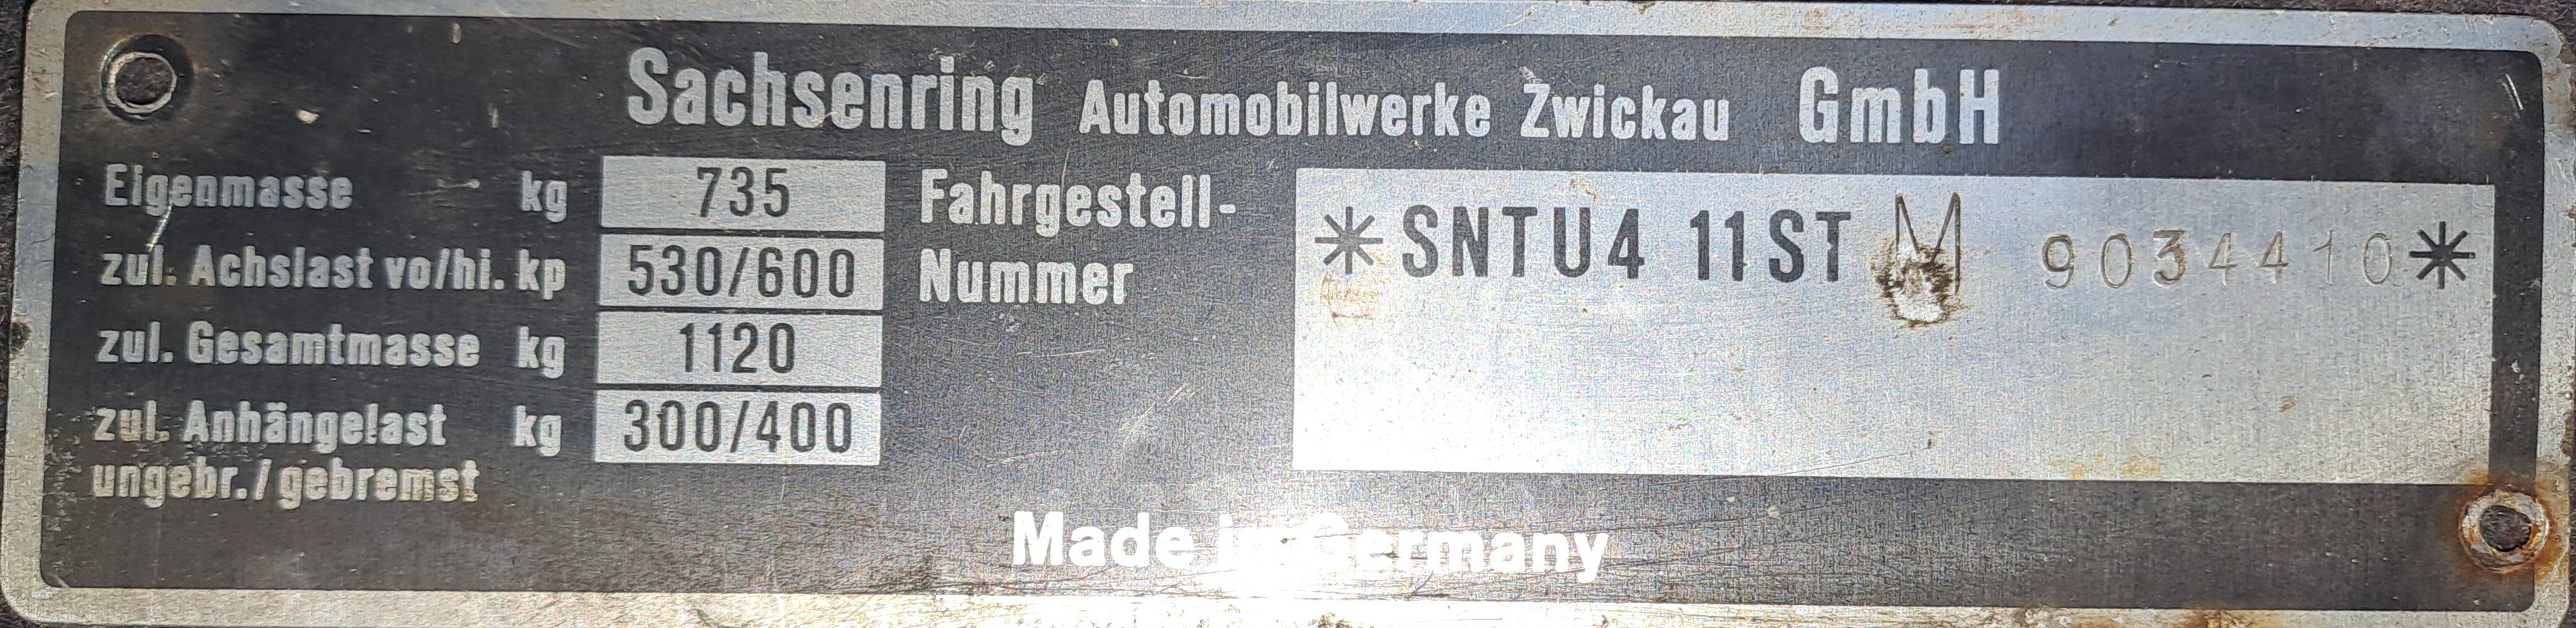 Sachsenring Automobilwerke Zwickau GmbH
Eigenmasse kg 735
zul. Achslast vo/hi. kp 530/600
zul. Gesamtmasse kg 1120
zul. Anhängelast kg 300/400
ungebr./gebremst
Fahrgestell-
Nummer
*SNTU4 11ST M 9034410*
Made in Germany